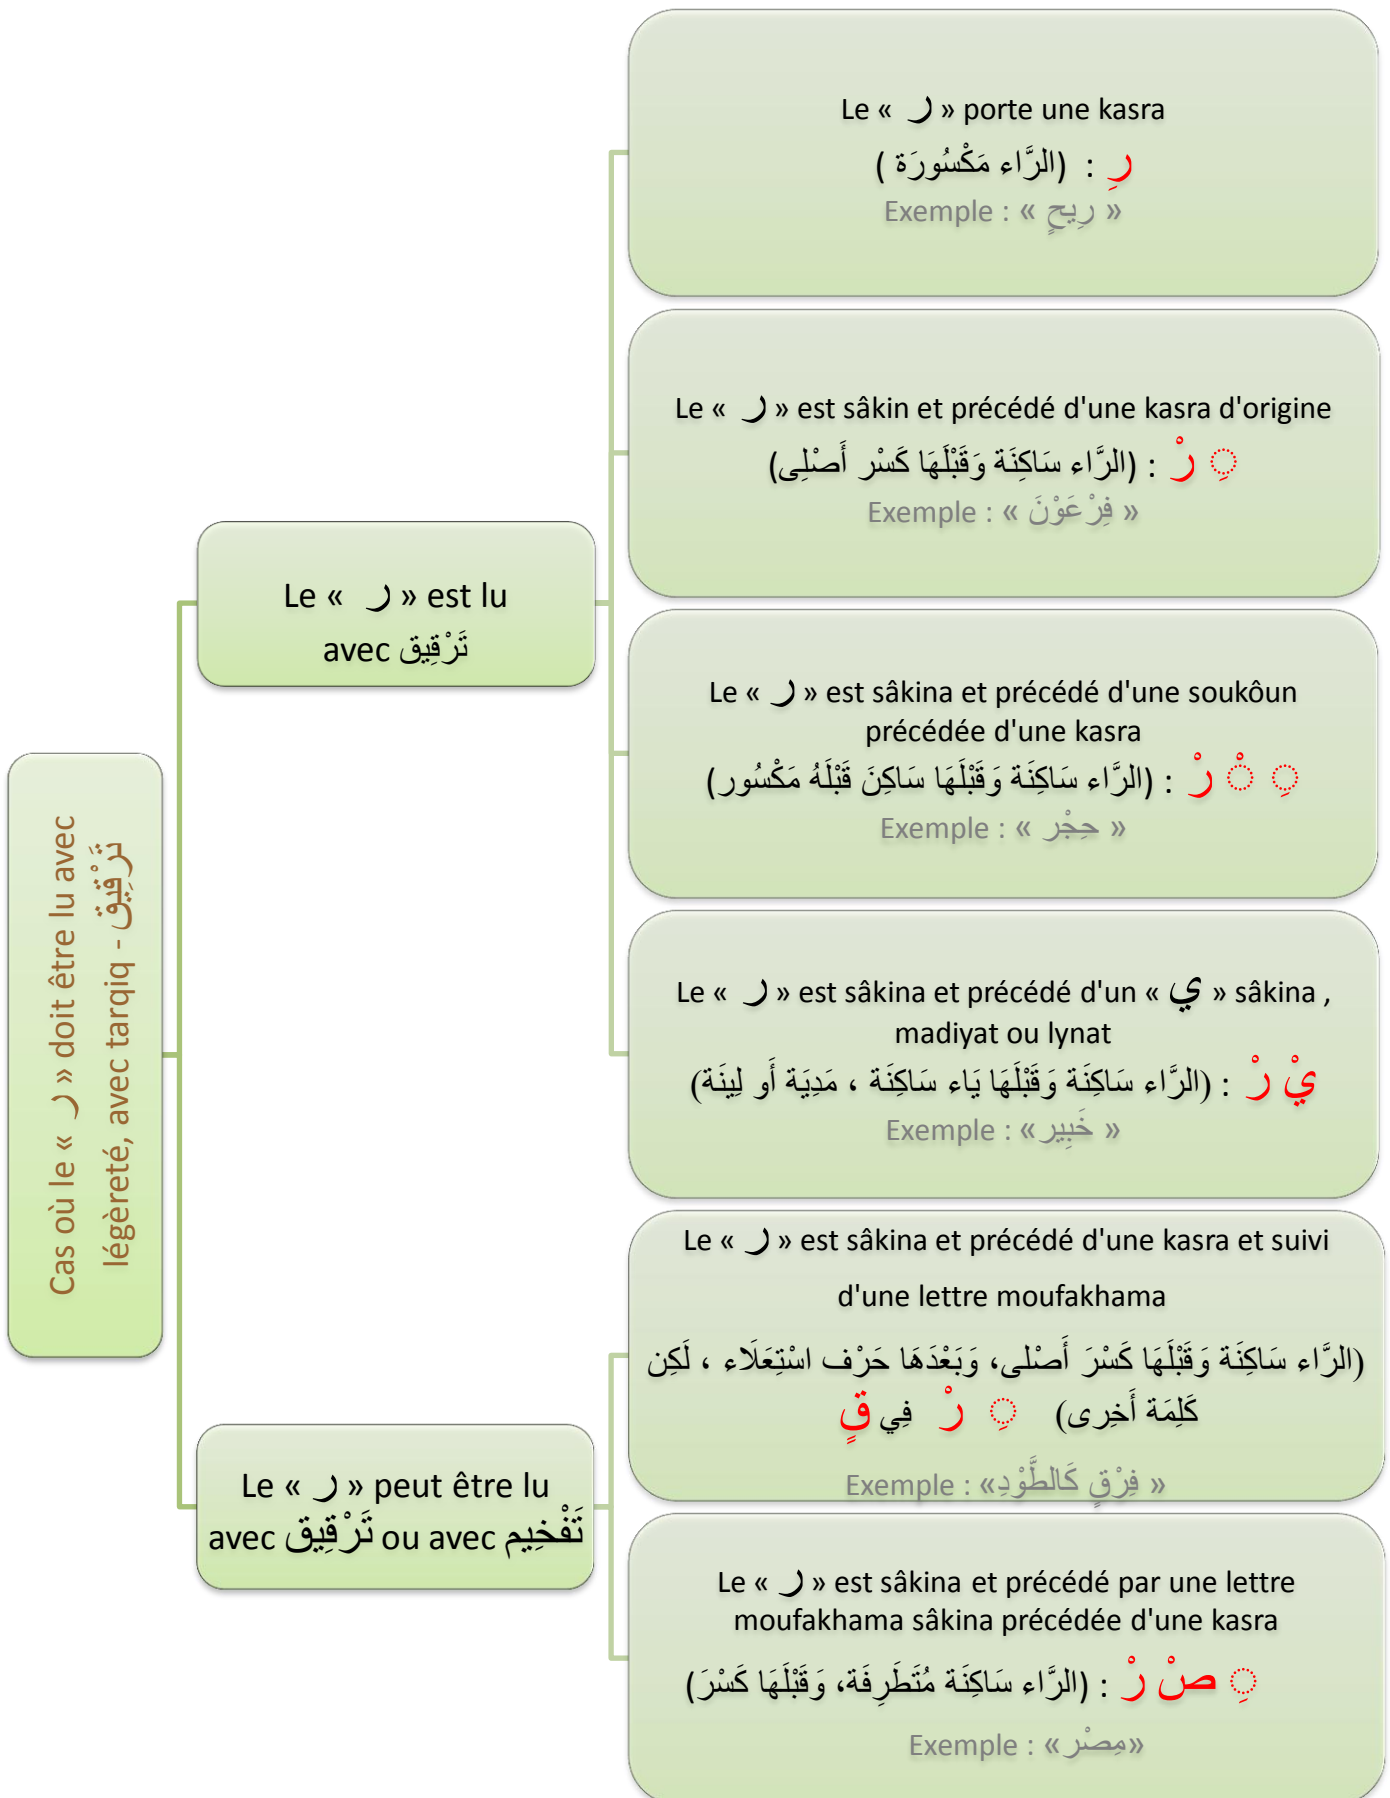 Cas où le « ر » doit être lu avec
légèreté, avec tarqiq - تَرْقِيق
Le « ر » est lu
avec تَرْقِيق
Le « ر » porte une kasra
رِ : (الرَّاء مَكْسُورَة )
Exemple : « رِيحٍ »
Le « ر » est sâkin et précédé d'une kasra d'origine
◌ِ رْ : (الرَّاء سَاكِنَة وَقَبْلَهَا كَسْر أَصْلِى)
Exemple : « فِرْعَوْنَ »
Le « ر » est sâkina et précédé d'une soukôun
précédée d'une kasra
◌ِ ◌ْ رْ : (الرَّاء سَاكِنَة وَقَبْلَهَا سَاكِنَ قَبْلَهُ مَكْسُور)
Exemple : « حِجْر »
Le « ر » est sâkina et précédé d'un « ي » sâkina ,
madiyat ou lynat
يْ رْ : (الرَّاء سَاكِنَة وَقَبْلَهَا يَاء سَاكِنَة ، مَدِيَة أَو لِينَة)
Exemple : « خَبِير »
Le « ر » peut être lu
avec تَرْقِيق ou avec تَفْخِيم
Le « ر » est sâkina et précédé d'une kasra et suivi
d'une lettre moufakhama
(الرَّاء سَاكِنَة وَقَبْلَهَا كَسْرَ أَصْلى، وَبَعْدَهَا حَرْف اسْتِعَلَاء ، لَكِن
كَلِمَة أَخِرى) ◌ِ رْ فِي قٍ
Exemple : « فِرْقٍ كَالطَّوْدِ»
Le « ر » est sâkina et précédé par une lettre
moufakhama sâkina précédée d'une kasra
◌ِ صْ رْ : (الرَّاء سَاكِنَة مُتَطَرِفَة، وَقَبْلَهَا كَسْرَ)
Exemple : «مِصْر »